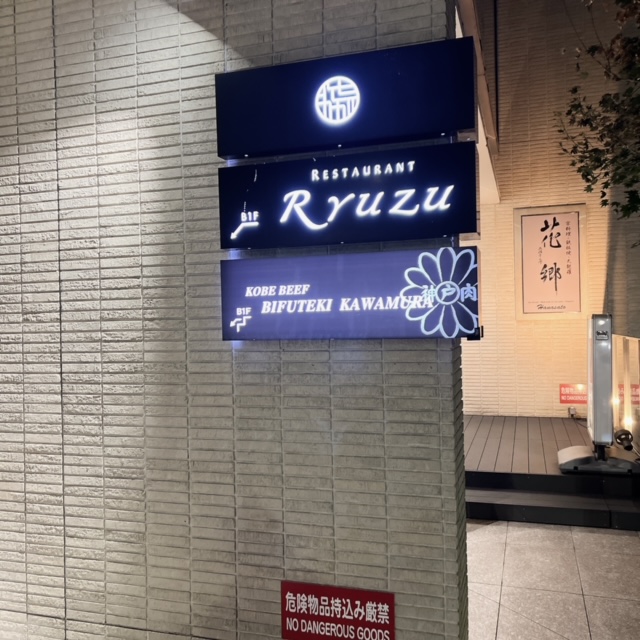 RESTAURANT
B1F
RYUZU
KOBE BEEF
B1F
BIFUTEKI KAWAMURA
神戸肉
花郷
Hanasato
危険物品持込み厳禁
NO DANGEROUS GOODS